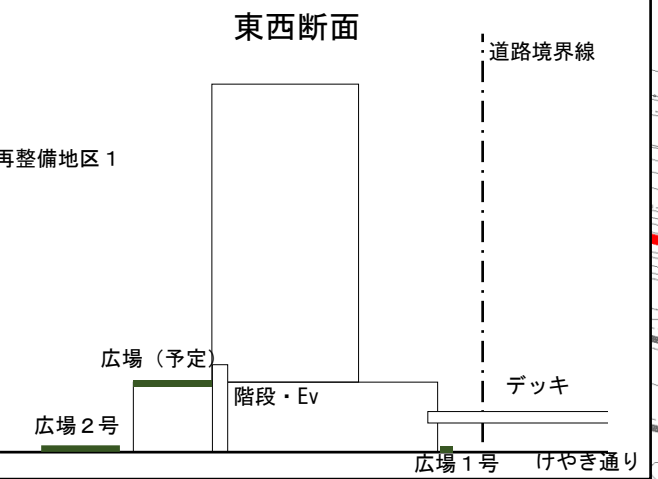 東西断面
道路境界線
再整備地区１
広場（予定）
階段・Ev
デッキ
広場２号
広場１号
けやき通り